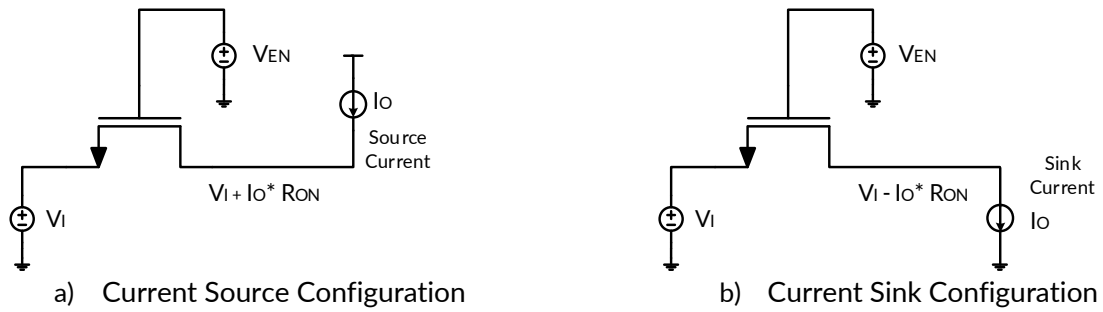 VEN
IO
Source
Current
VI + IO* RON
VI
a) Current Source Configuration
VEN
Sink
Current
VI - IO* RON
IO
VI
b) Current Sink Configuration